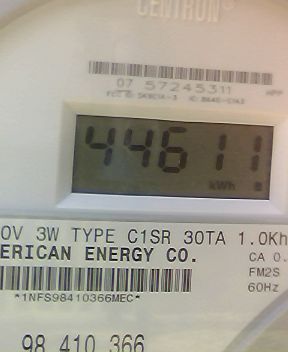 CENTRON®
07 57245311
APP
44611
kWh
0V 3W TYPE C1SR 30TA 1.0Kh
ERICAN ENERGY CO.
CA 0.
FM2S
*1NFS98410366MEC*
60Hz
98 410 366